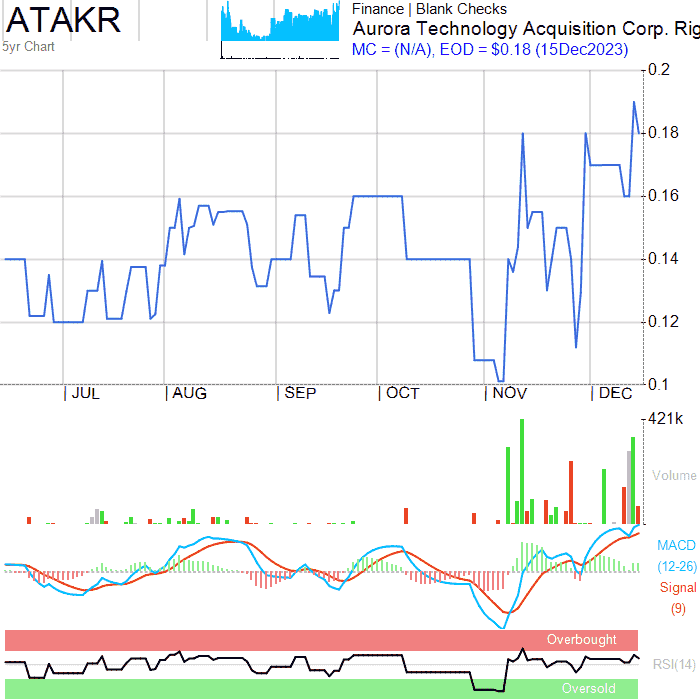 ATAKR
5yr Chart
Finance | Blank Checks
Aurora Technology Acquisition Corp. Rig
MC = (N/A), EOD = $0.18 (15Dec2023)
0.2
0.18
0.16
0.14
0.12
0.1
| JUL | AUG | SEP | OCT | NOV | DEC
421k
Volume
MACD
(12-26)
Signal
(9)
Overbought
RSI(14)
Oversold